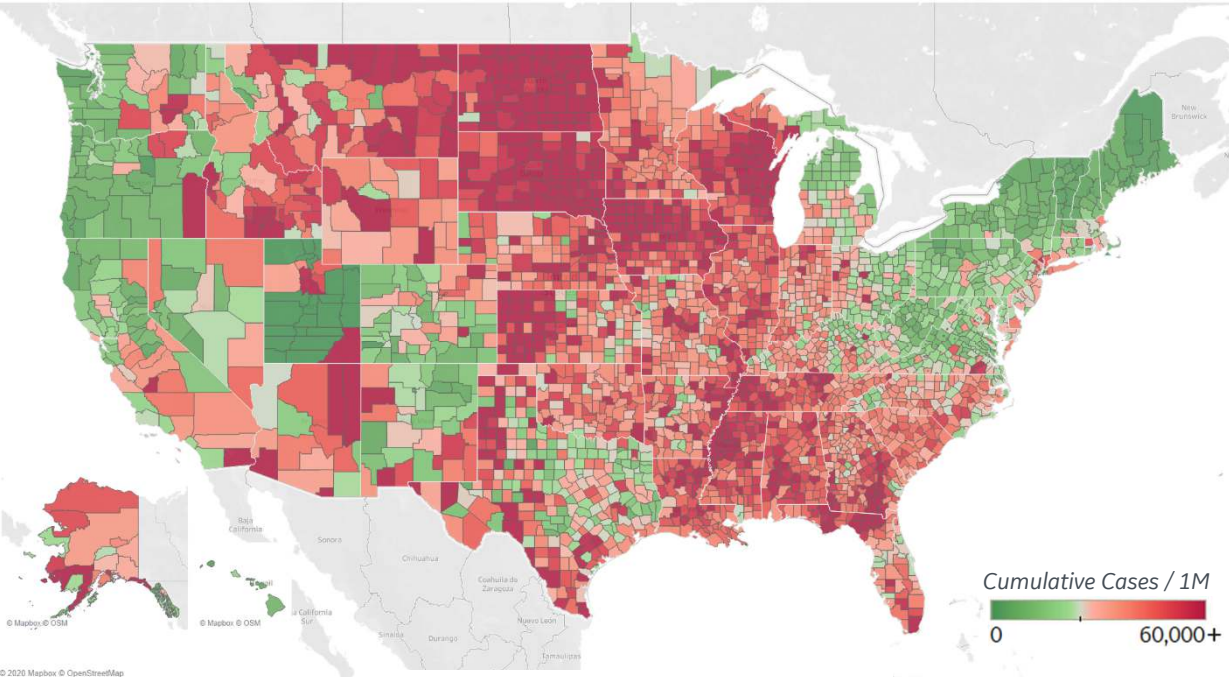 New
Brunswick
Baja
California
Sonora
Chihuahua
Coahuila de
Zaragoza
Nuevo León
Sinaloa
Durango
Tamaulipas
a California
Sur
Cumulative Cases / 1M
0
60,000+
© Mapbox © OSM
© Mapbox © OSM
© 2020 Mapbox © OpenStreetMap